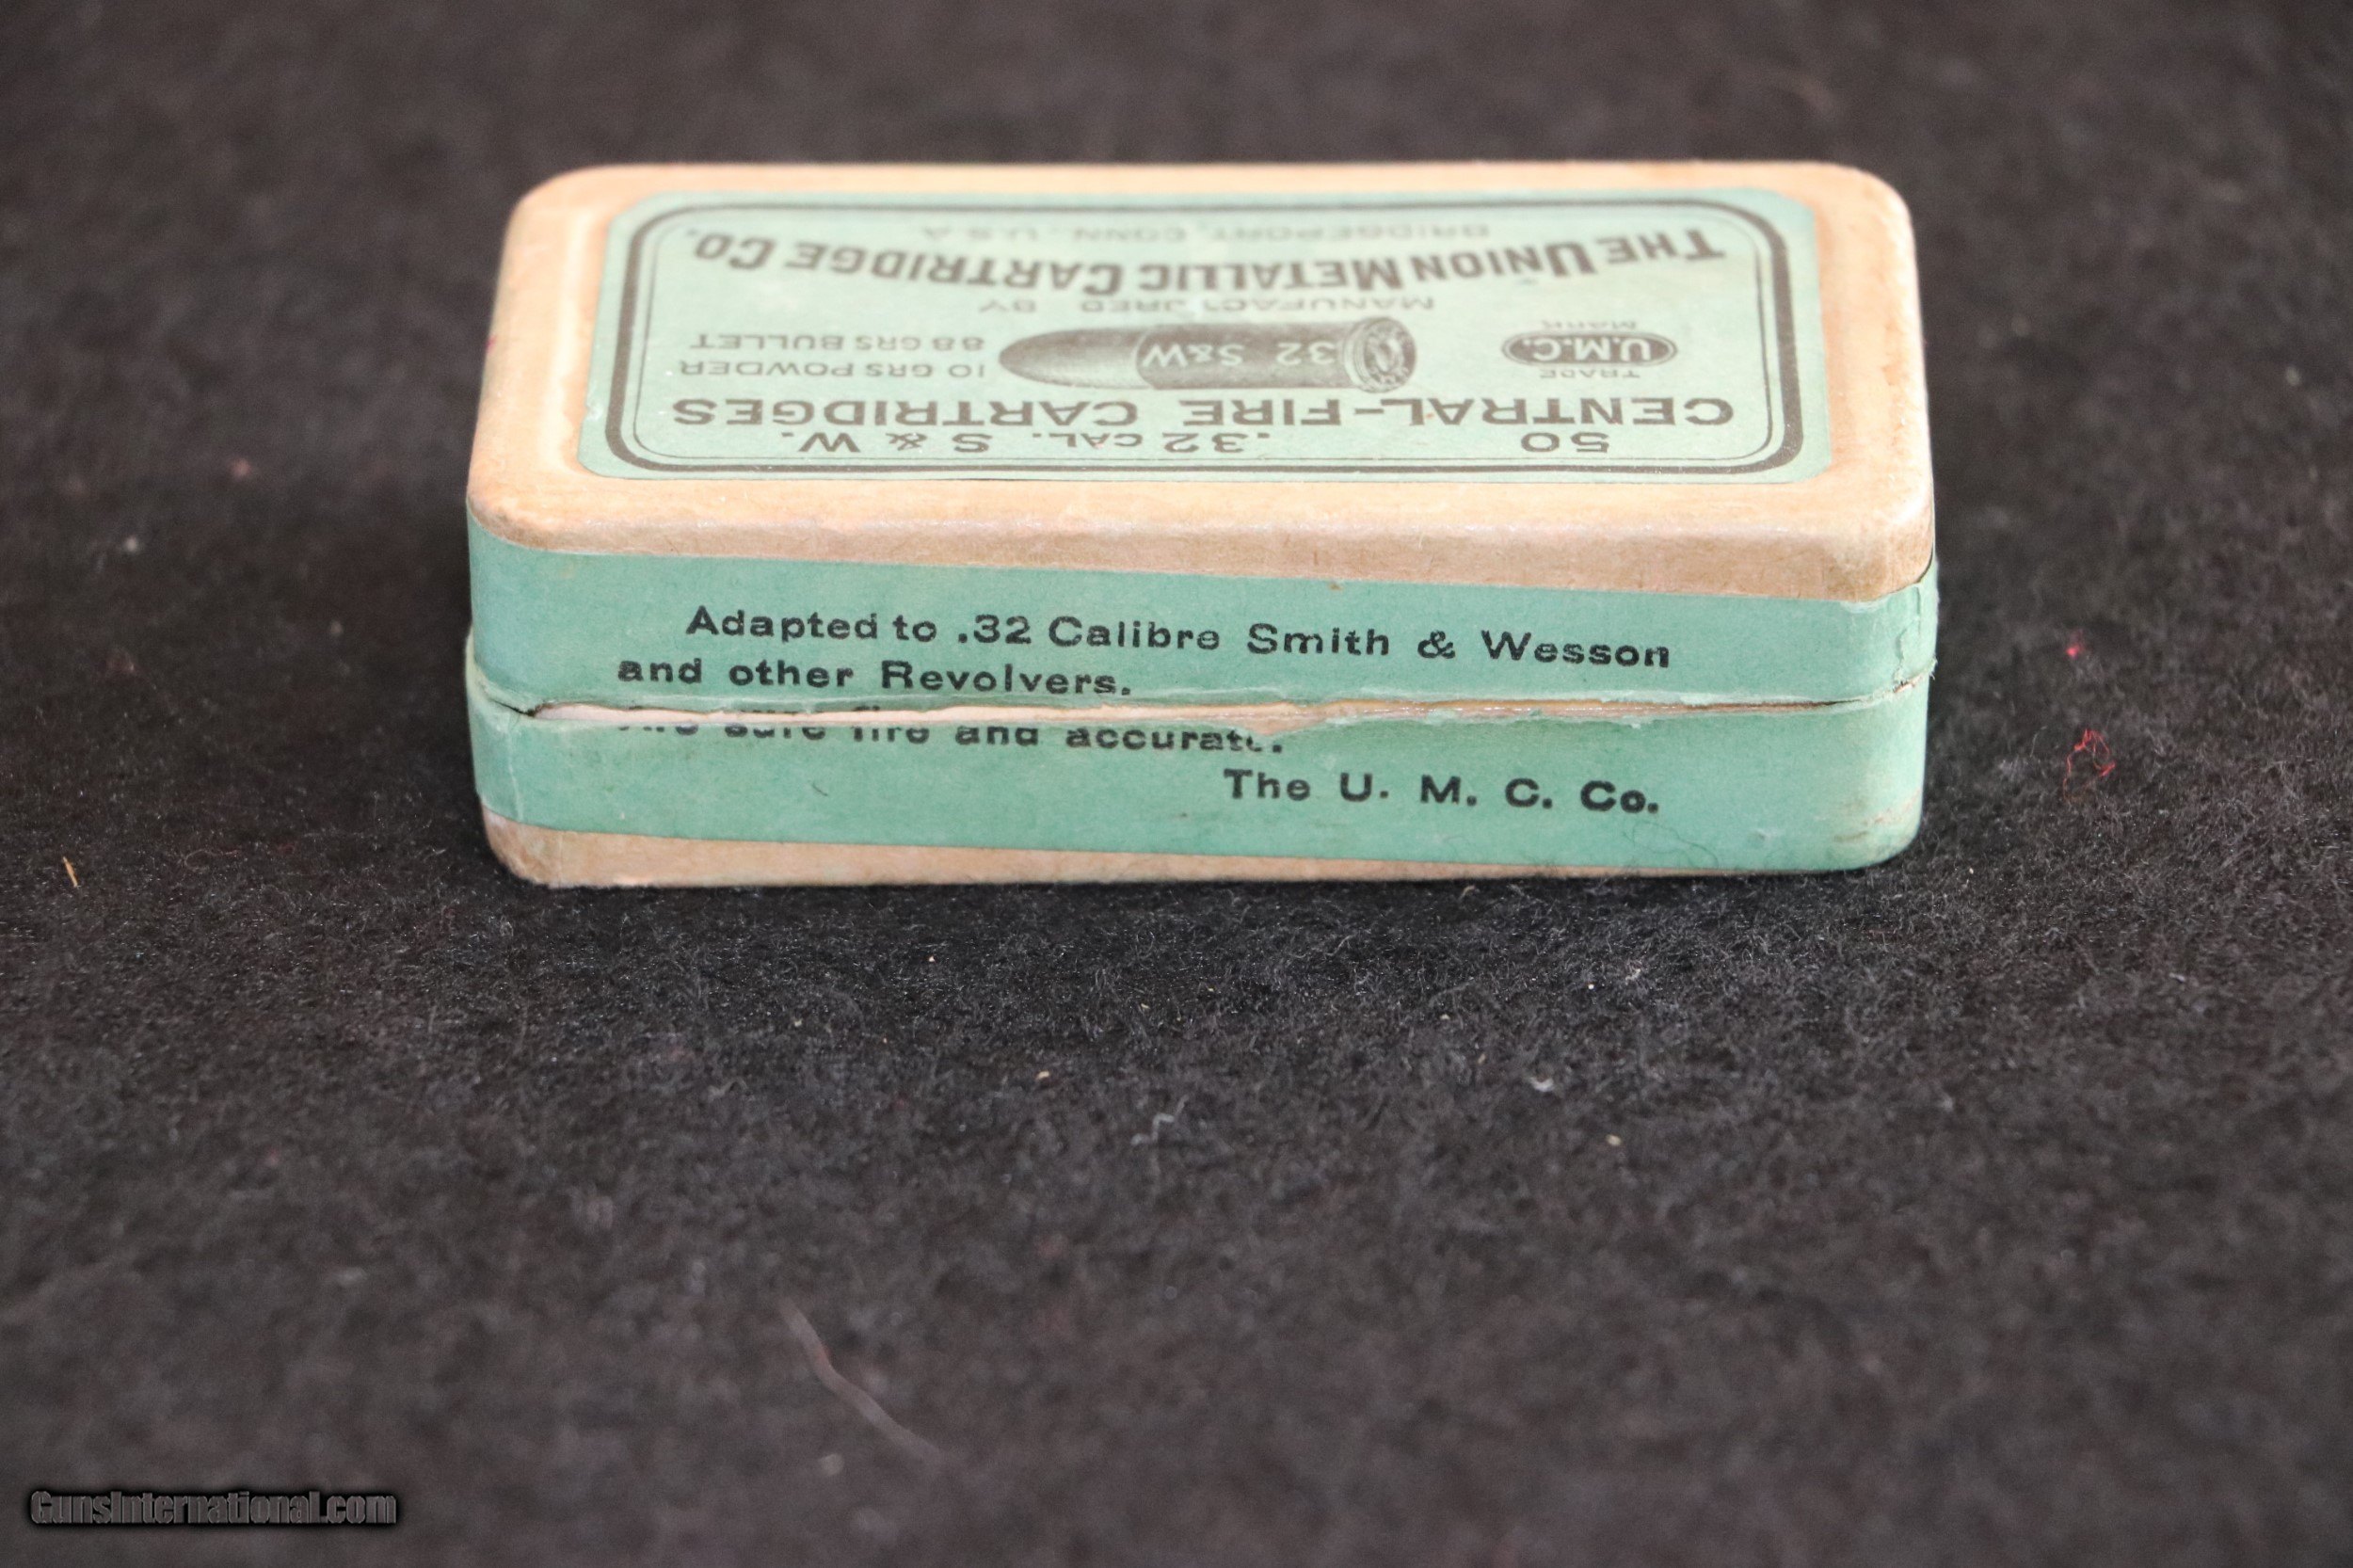 50 .32 CAL. S & W.
CENTRAL-FIRE CARTRIDGES
TRADE
U.M.C.
MARK
32 S&W
10 GRS POWDER
88 GRS BULLET
MANUFACTURED BY
THE UNION METALLIC CARTRIDGE CO.
BRIDGEPORT, CONN. U.S.A.
Adapted to .32 Calibre Smith & Wesson
and other Revolvers.
sure fire and accurate.
The U. M. C. Co.
GunsInternational.com